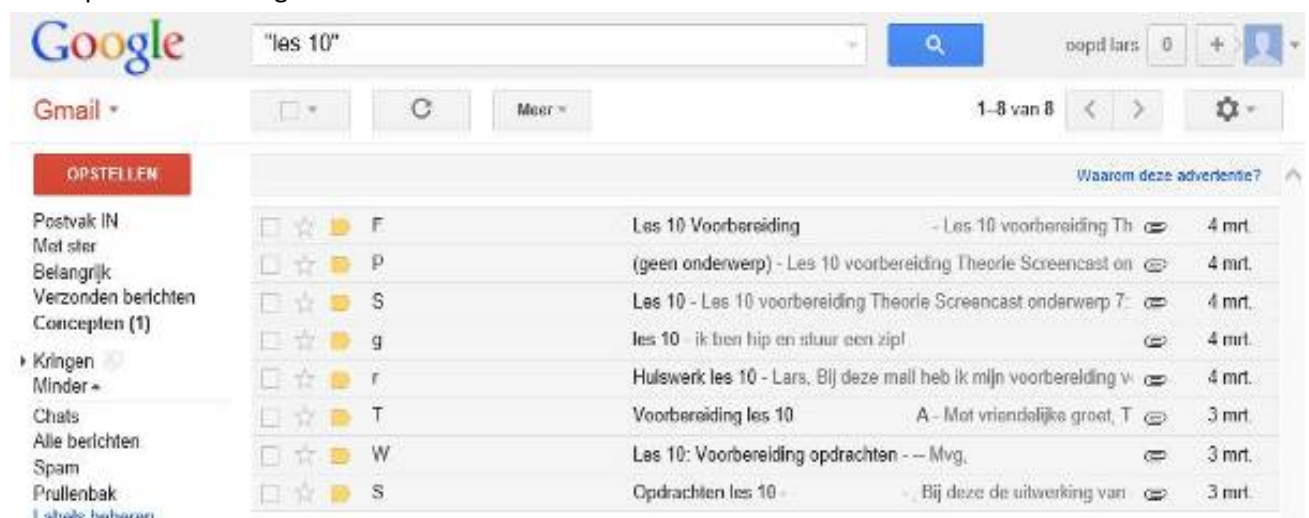 Google "les 10" oopd lars 0 +
Gmail Meer 1–8 van 8
OPSTELLEN Waarom deze advertentie?
Postvak IN
Met ster
Belangrijk
Verzonden berichten
Concepten (1)
Kringen
Minder
Chats
Alle berichten
Spam
Prullenbak
Labels beheren
F Les 10 Voorbereiding - Les 10 voorbereiding Th 4 mrt.
P (geen onderwerp) - Les 10 voorbereiding Theorie Screencast on 4 mrt.
S Les 10 - Les 10 voorbereiding Theorie Screencast onderwerp 7: 4 mrt.
g les 10 - ik ben hip en stuur een zip! 4 mrt.
r Huiswerk les 10 - Lars, Bij deze mail heb ik mijn voorbereiding v 4 mrt.
T Voorbereiding les 10 A - Met vriendelijke groet, T 3 mrt.
W Les 10: Voorbereiding opdrachten - -- Mvg, 3 mrt.
S Opdrachten les 10 - - , Bij deze de uitwerking van 3 mrt.